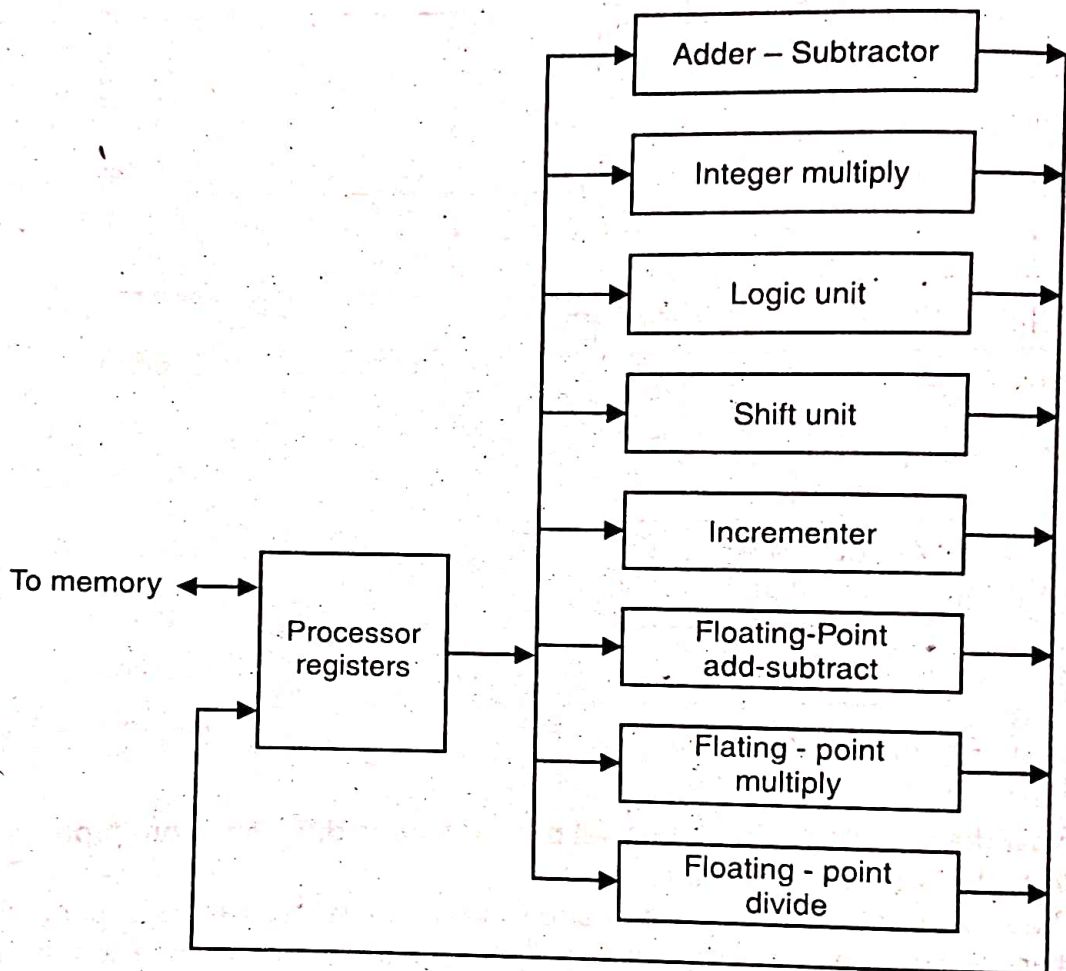 Adder – Subtractor
Integer multiply
Logic unit
Shift unit
Incrementer
To memory
Processor
registers
Floating-Point
add-subtract
Flating - point
multiply
Floating - point
divide